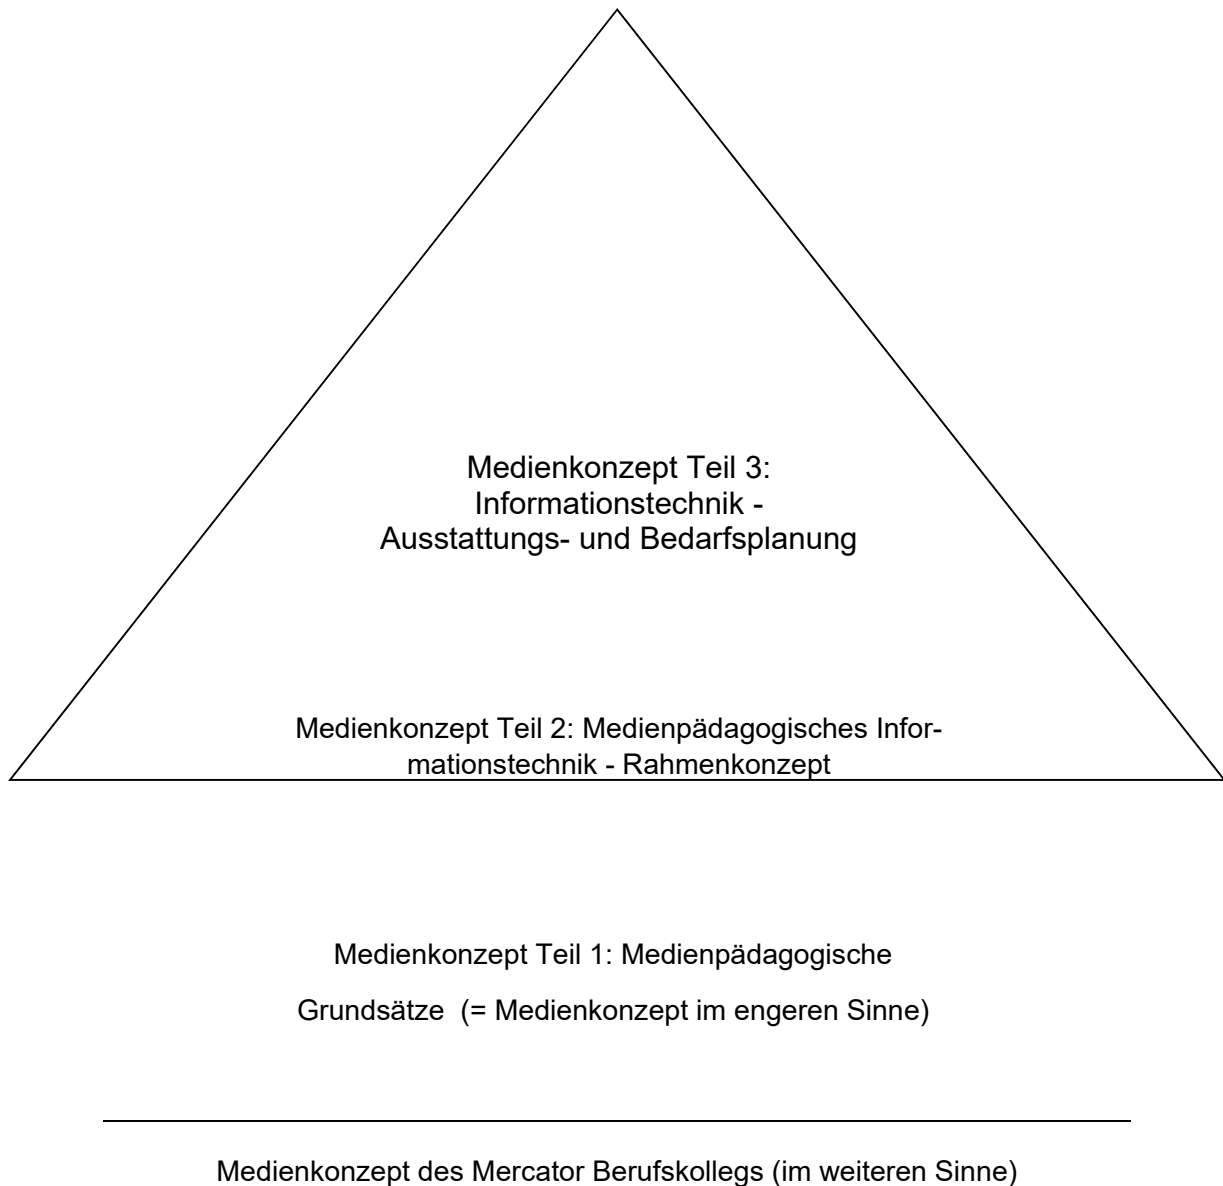 Medienkonzept Teil 3:
Informationstechnik -
Ausstattungs- und Bedarfsplanung
Medienkonzept Teil 2: Medienpädagogisches Infor-
mationstechnik - Rahmenkonzept
Medienkonzept Teil 1: Medienpädagogische
Grundsätze  (= Medienkonzept im engeren Sinne)
Medienkonzept des Mercator Berufskollegs (im weiteren Sinne)